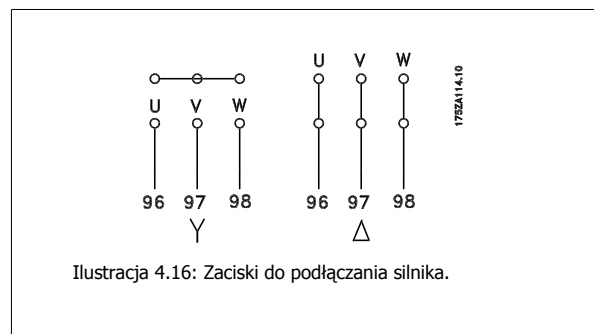 U V W
U V W
96 97 98
96 97 98
Y
Δ
175ZA114.10
Ilustracja 4.16: Zaciski do podłączania silnika.